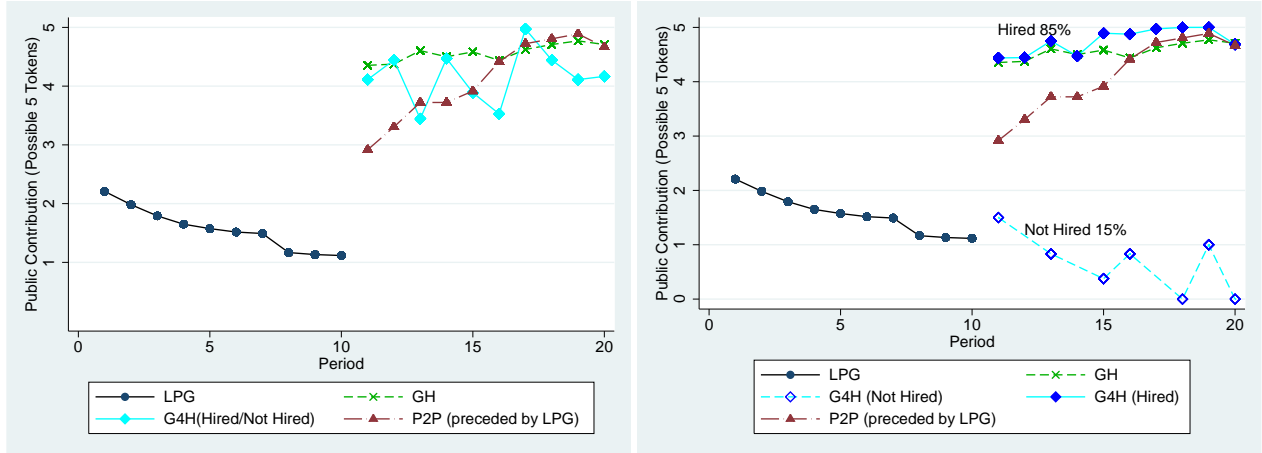 Public Contribution (Possible 5 Tokens)
5
4
3
2
1
0 5 10 15 20
Period
LPG GH
G4H(Hired/Not Hired) P2P (preceded by LPG)
Public Contribution (Possible 5 Tokens)
5
4
3
2
1
0
Hired 85%
Not Hired 15%
0 5 10 15 20
Period
LPG GH
G4H (Not Hired) G4H (Hired)
P2P (preceded by LPG)